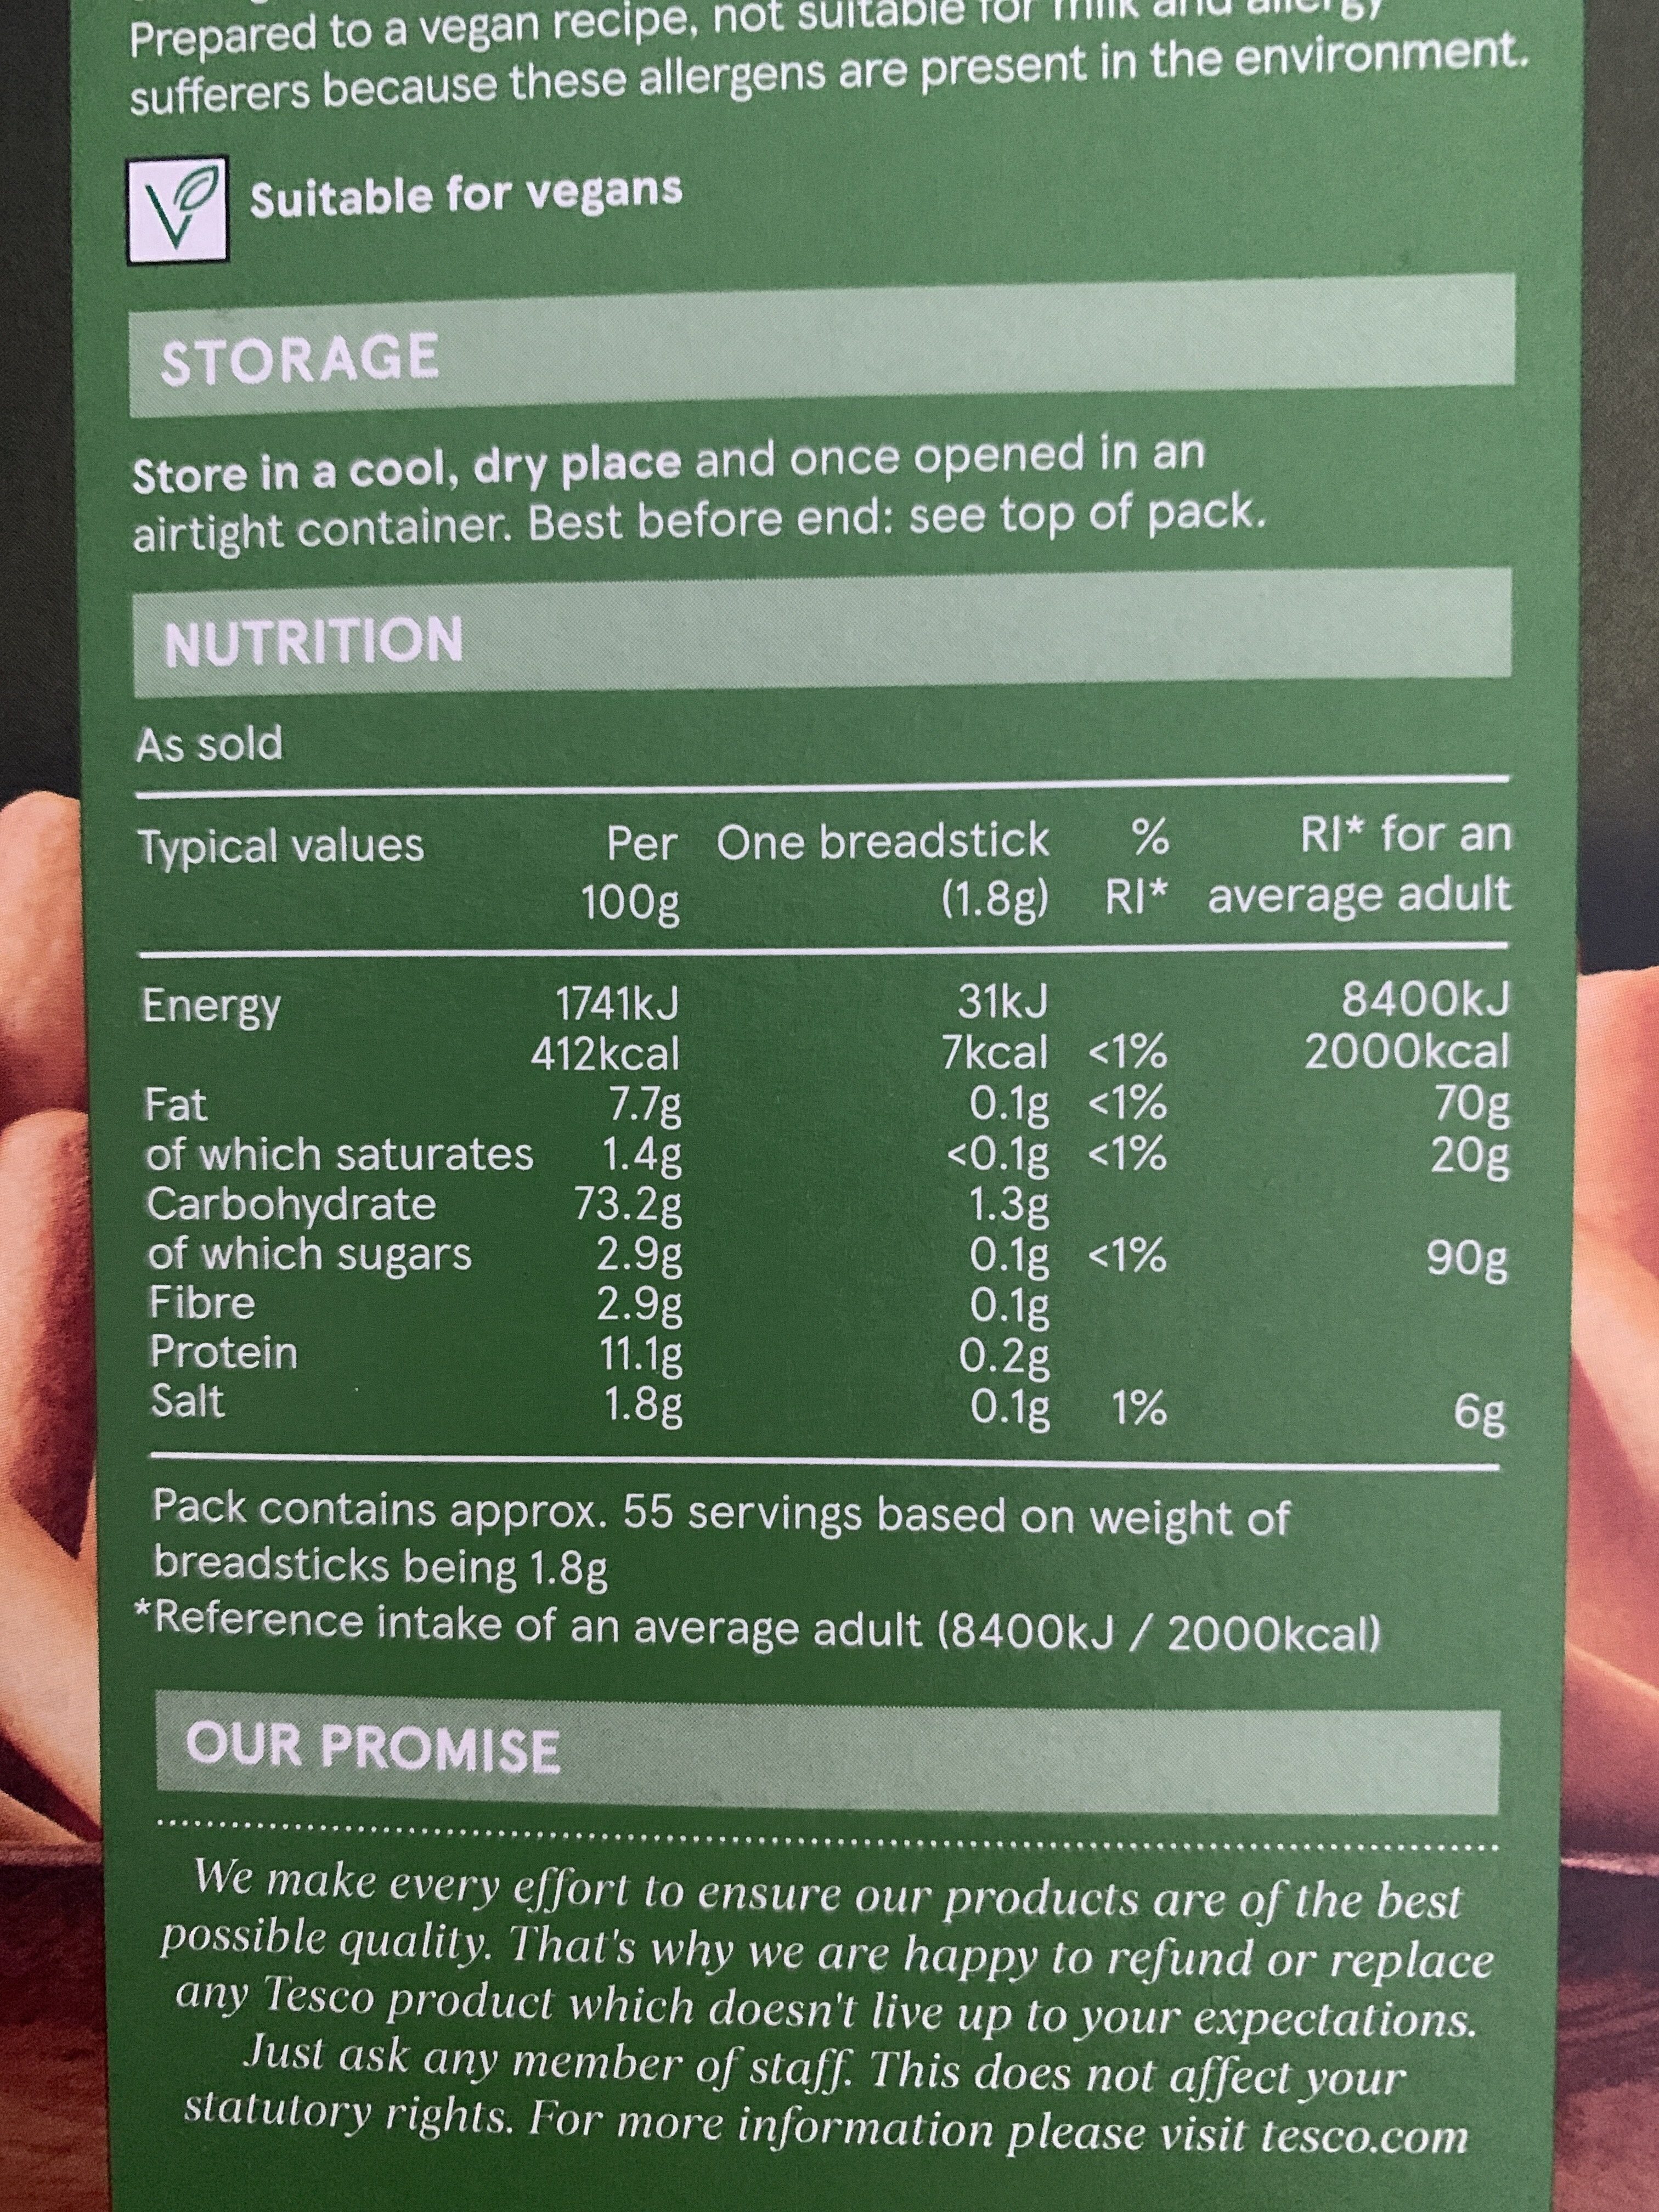 Prepared to a vegan recipe, not suitable for milk and allergy
sufferers because these allergens are present in the environment.
Suitable for vegans
STORAGE
Store in a cool, dry place and once opened in an
airtight container. Best before end: see top of pack.
NUTRITION
As sold
Typical values Per One breadstick % RI* for an
100g (1.8g) RI* average adult
Energy 1741kJ 31kJ 8400kJ
412kcal 7kcal <1% 2000kcal
Fat 7.7g 0.1g <1% 70g
of which saturates 1.4g <0.1g <1% 20g
Carbohydrate 73.2g 1.3g
of which sugars 2.9g 0.1g <1% 90g
Fibre 2.9g 0.1g
Protein 11.1g 0.2g
Salt 1.8g 0.1g 1% 6g
Pack contains approx. 55 servings based on weight of
breadsticks being 1.8g
*Reference intake of an average adult (8400kJ / 2000kcal)
OUR PROMISE
We make every effort to ensure our products are of the best
possible quality. That's why we are happy to refund or replace
any Tesco product which doesn't live up to your expectations.
Just ask any member of staff. This does not affect your
statutory rights. For more information please visit tesco.com